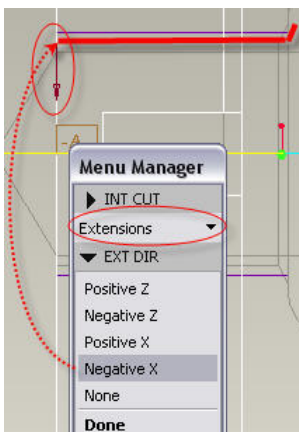 - A -
Menu Manager
INT CUT
Extensions
EXT DIR
Positive Z
Negative Z
Positive X
Negative X
None
Done